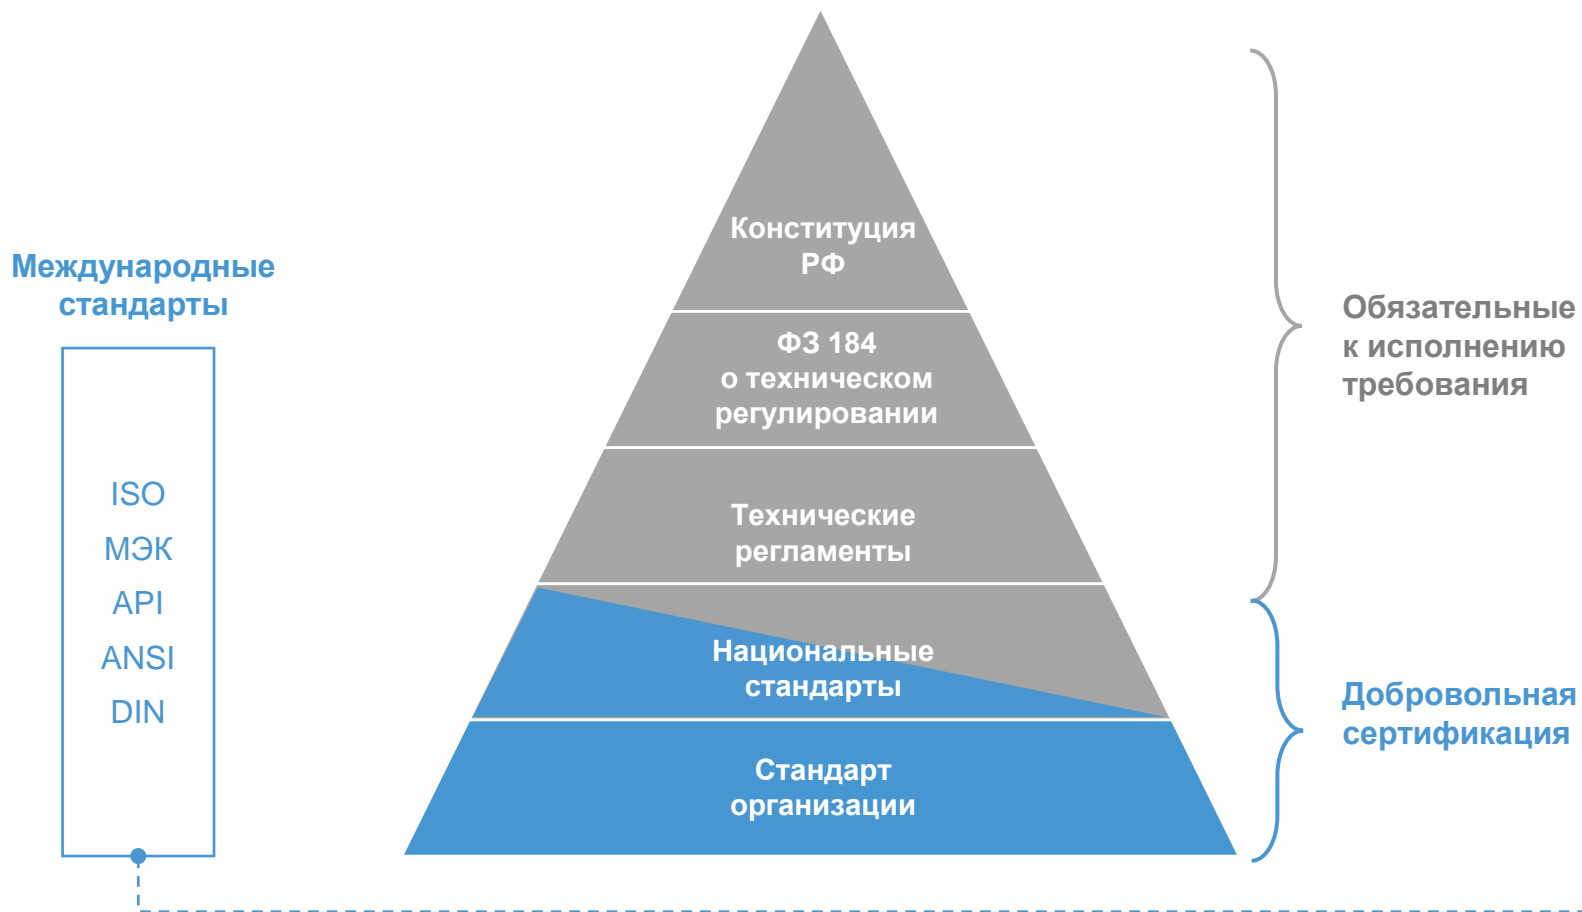 Международные
стандарты
ISO
МЭК
API
ANSI
DIN
Конституция
РФ
ФЗ 184
о техническом
регулировании
Технические
регламенты
Национальные
стандарты
Стандарт
организации
Обязательные
к исполнению
требования
Добровольная
сертификация